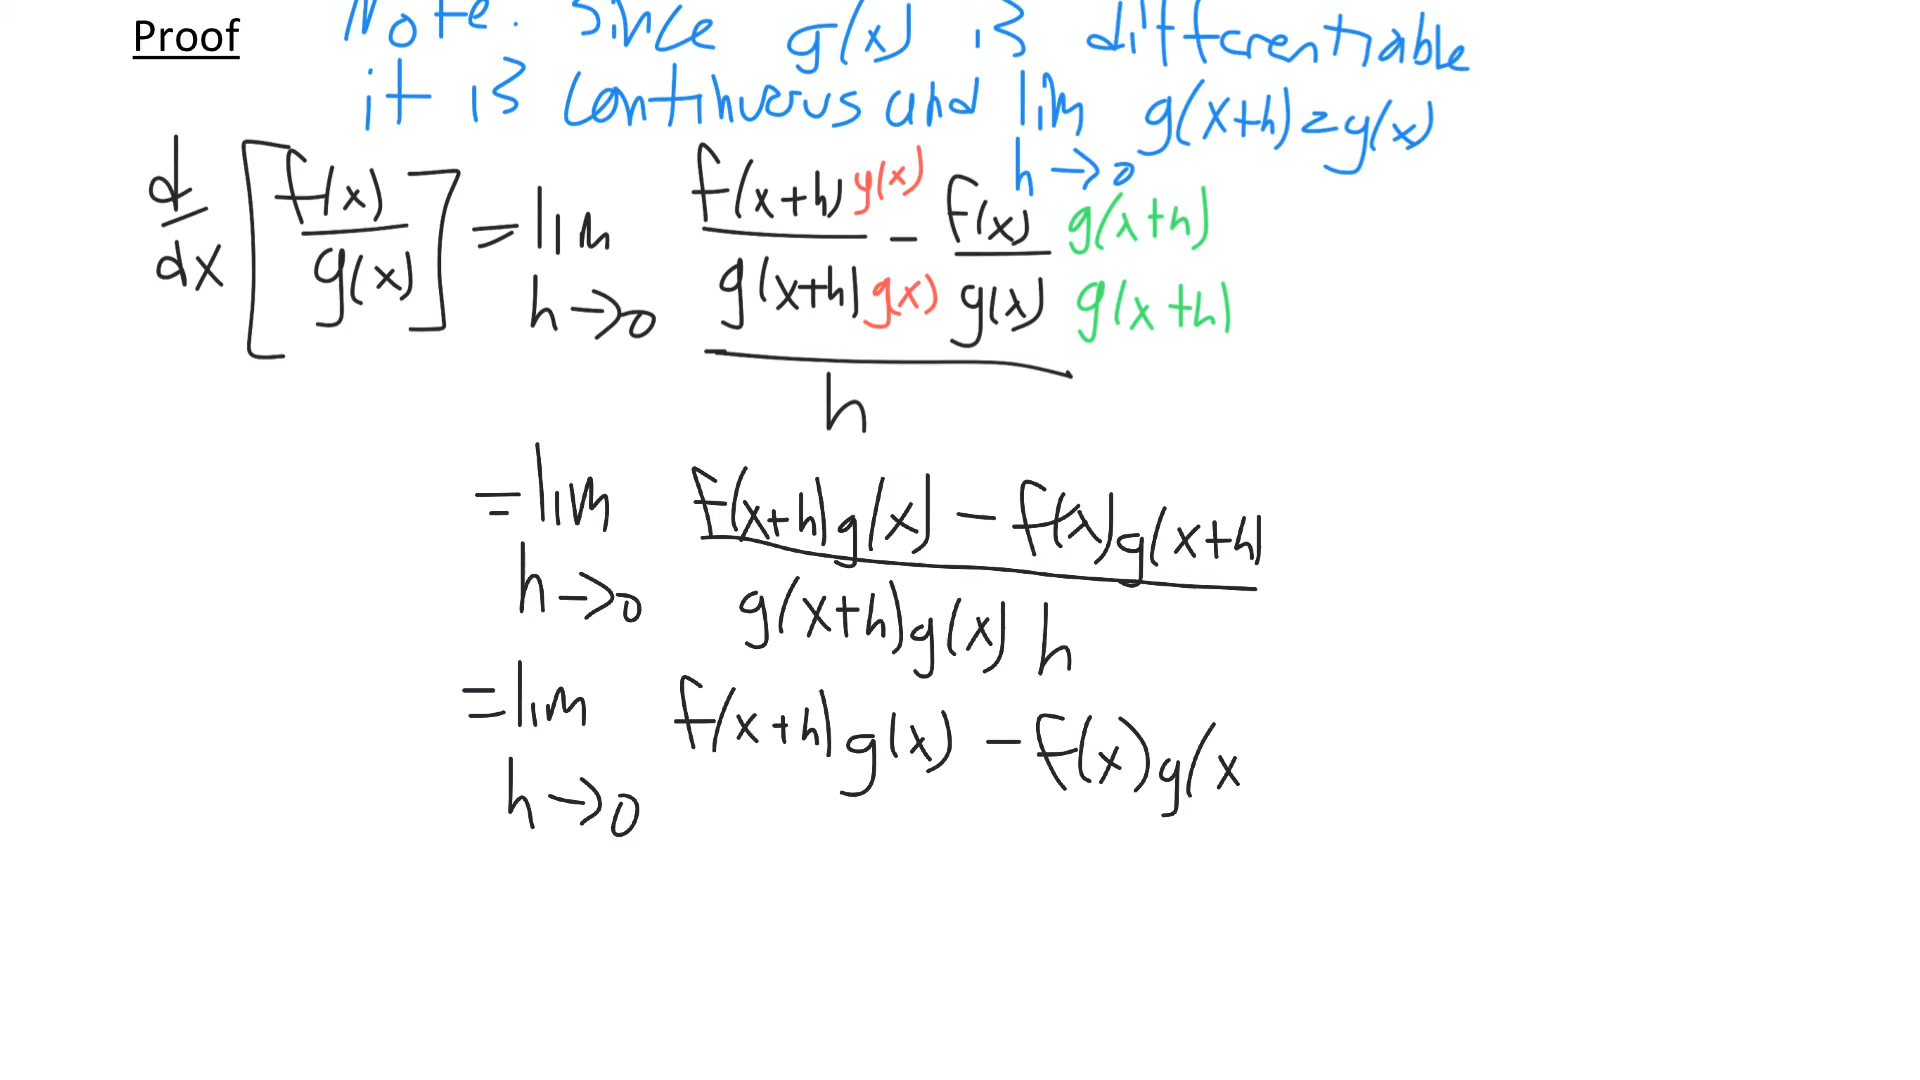 Proof Note: Since g(x) is differentiable
it is continuous and lim g(x+h)=g(x)
h→0
d/dx [f(x)/g(x)] = lim h→0 (f(x+h)g(x)/g(x+h)g(x) - f(x)g(x+h)/g(x)g(x+h))/h
= lim h→0 (f(x+h)g(x) - f(x)g(x+h))/(g(x+h)g(x)h)
= lim h→0 f(x+h)g(x) - f(x)g(x